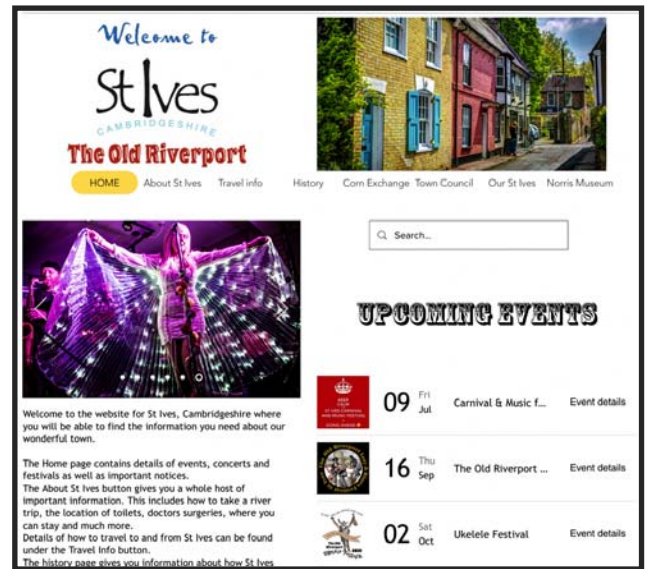 Welcome to
St Ives
CAMBRIDGESHIRE
The Old Riverport
HOME About St Ives Travel info History Corn Exchange Town Council Our St Ives Norris Museum
Search...
UPCOMING EVENTS
KEEP
CALM
09 Fri Jul Carnival & Music f... Event details
16 Thu Sep The Old Riverport ... Event details
02 Sat Oct Ukelele Festival Event details
Welcome to the website for St Ives, Cambridgeshire where
you will be able to find the information you need about our
wonderful town.
The Home page contains details of events, concerts and
festivals as well as important notices.
The About St Ives button gives you a whole host of
important information. This includes how to take a river
trip, the location of toilets, doctors surgeries, where you
can stay and much more.
Details of how to travel to and from St Ives can be found
under the Travel Info button.
The history page gives you information about how St Ives